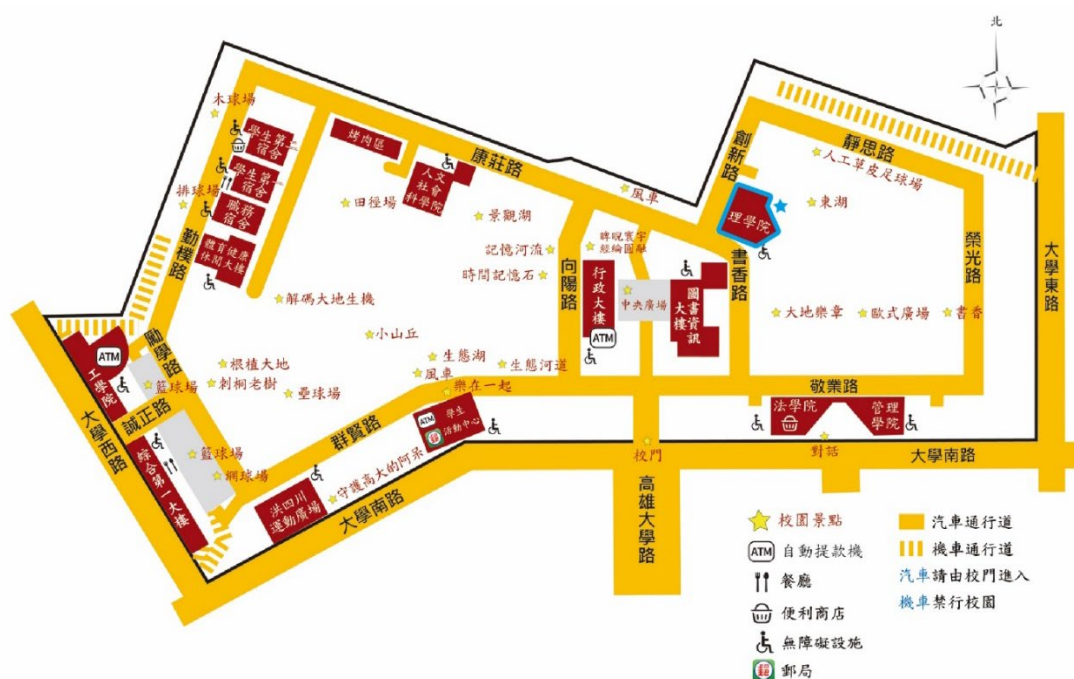 北
木球場
學生第二
宿舍
烤肉區
康莊路
創新路
靜思路
人工草皮足球場
學生第一
宿舍
人文
社會
科學院
風車
理學院
東湖
排球場
職務
宿舍
田徑場
景觀湖
勤樸路
體育健康
休閒大樓
記憶河流
睥睨寰宇
經綸圓融
向陽路
書香路
榮光路
大學東路
時間記憶石
行政大樓
中央廣場
圖書資訊
大樓
解碼大地生機
大地樂章
歐式廣場
書香
勵學路
小山丘
ATM
工學院
根植大地
生態湖
生態河道
ATM
籃球場
刺桐老樹
壘球場
風車
樂在一起
敬業路
誠正路
群賢路
ATM
學生
活動中心
法學院
管理
學院
大學西路
籃球場
綜合第一大樓
網球場
校門
對話
大學南路
守護高大的阿呆
洪四川
運動廣場
大學南路
高雄大學路
校園景點
汽車通行道
ATM
自動提款機
機車通行道
餐廳
汽車請由校門進入
便利商店
機車禁行校園
無障礙設施
郵局